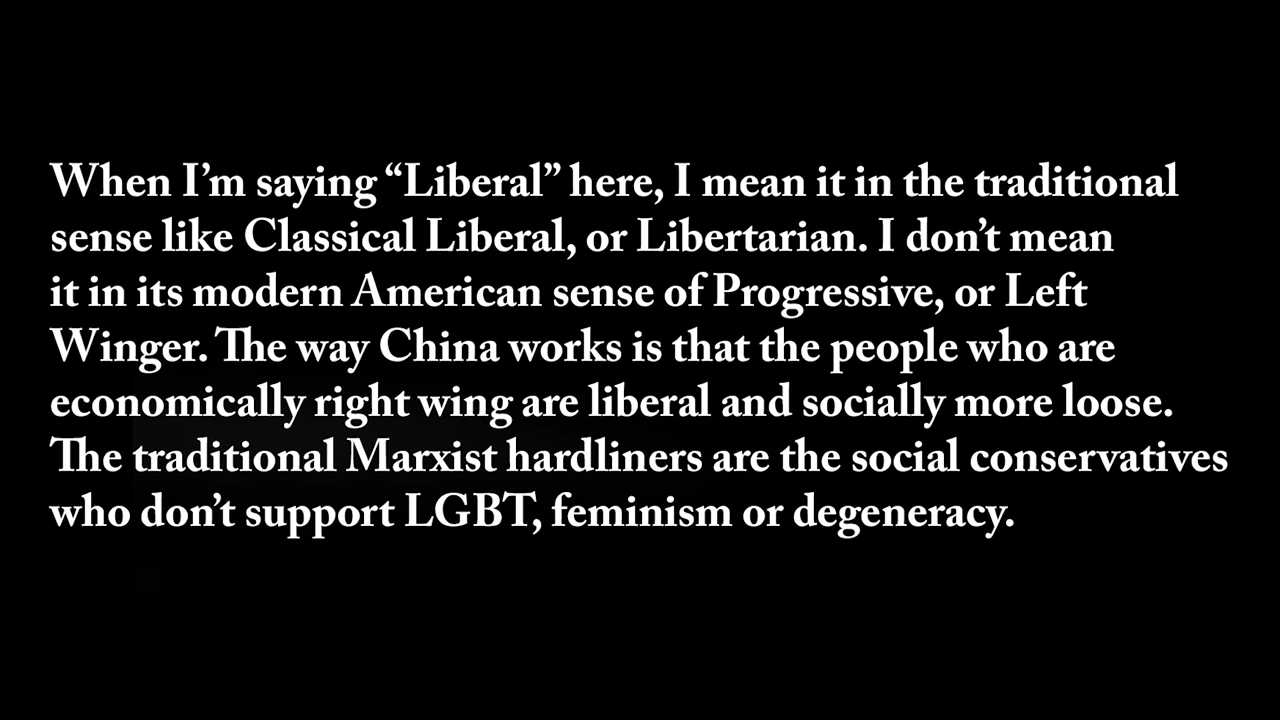 When I’m saying “Liberal” here, I mean it in the traditional
sense like Classical Liberal, or Libertarian. I don’t mean
it in its modern American sense of Progressive, or Left
Winger. The way China works is that the people who are
economically right wing are liberal and socially more loose.
The traditional Marxist hardliners are the social conservatives
who don’t support LGBT, feminism or degeneracy.